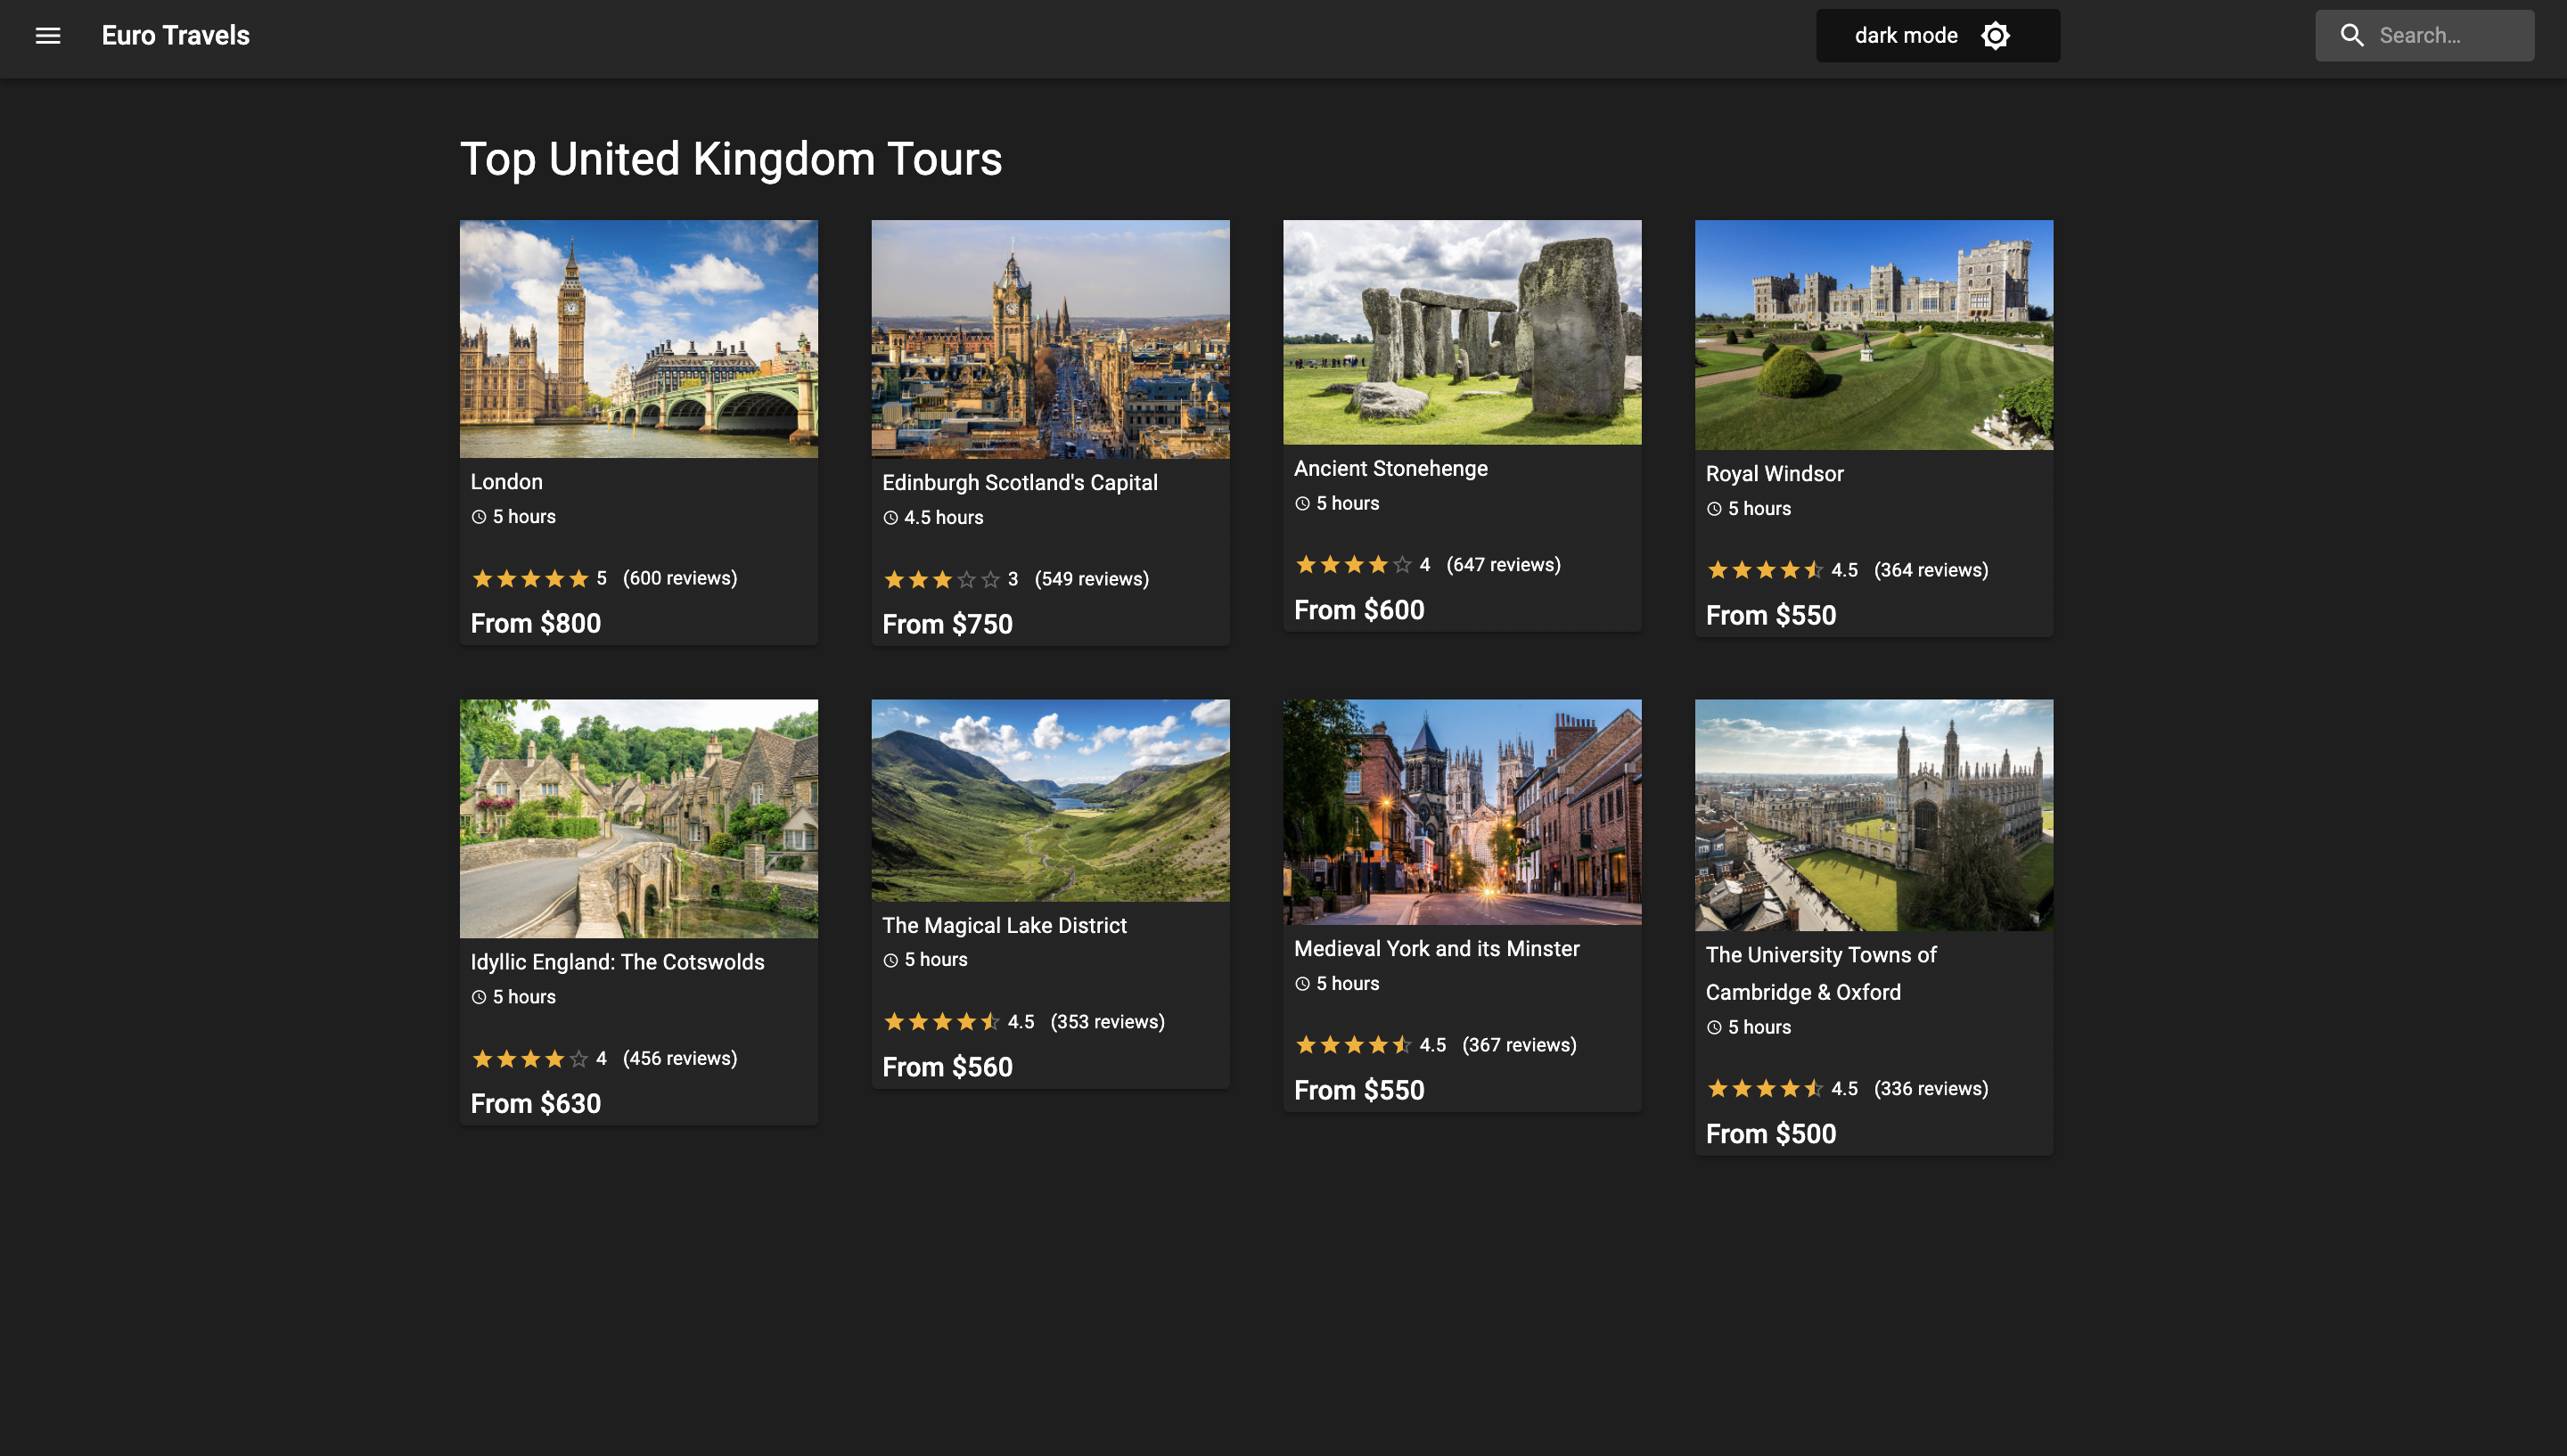 Euro Travels
dark mode
Search...
Top United Kingdom Tours
London
5 hours
5 (600 reviews)
From $800
Edinburgh Scotland's Capital
4.5 hours
3 (549 reviews)
From $750
Ancient Stonehenge
5 hours
4 (647 reviews)
From $600
Royal Windsor
5 hours
4.5 (364 reviews)
From $550
Idyllic England: The Cotswolds
5 hours
4 (456 reviews)
From $630
The Magical Lake District
5 hours
4.5 (353 reviews)
From $560
Medieval York and its Minster
5 hours
4.5 (367 reviews)
From $550
The University Towns of
Cambridge & Oxford
5 hours
4.5 (336 reviews)
From $500